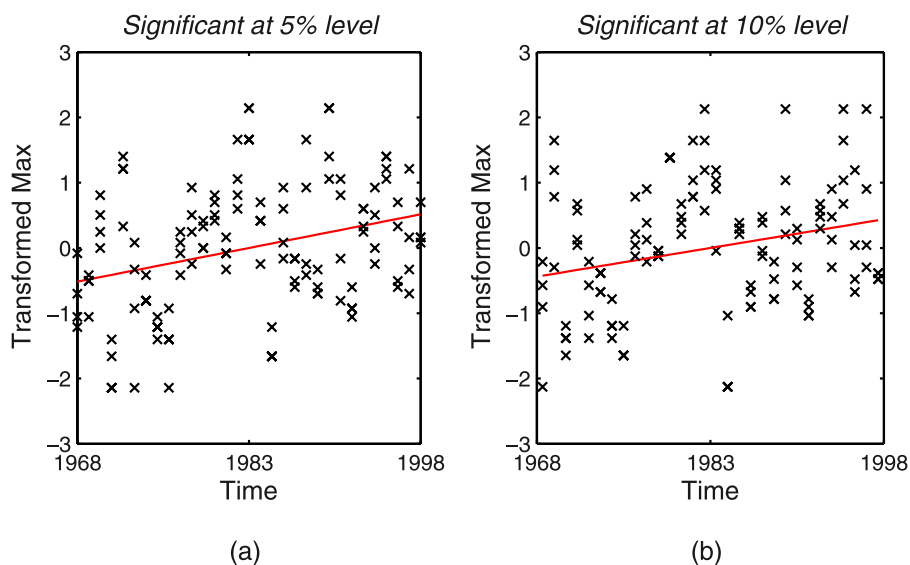 Significant at 5% level
3
2
1
0
−1
−2
−3
Transformed Max
1968
1983
1998
Time
(a)
Significant at 10% level
3
2
1
0
−1
−2
−3
Transformed Max
1968
1983
1998
Time
(b)